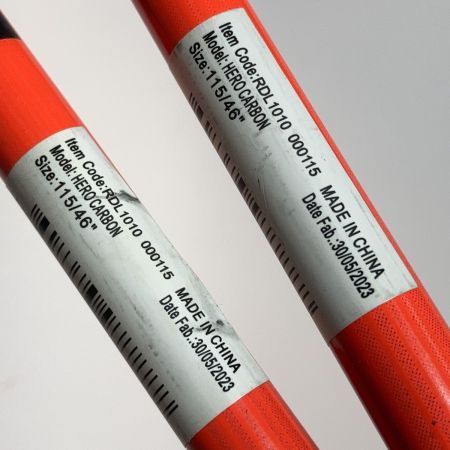 Item Code:RDL1010 000115
Model: HERO CARBON
Size:115/46"
MADE IN CHINA
Date Fab.:30/05/2023
Item Code:RDL1010 000115
Model: HERO CARBON
Size:115/46"
MADE IN CHINA
Date Fab.:30/05/2023